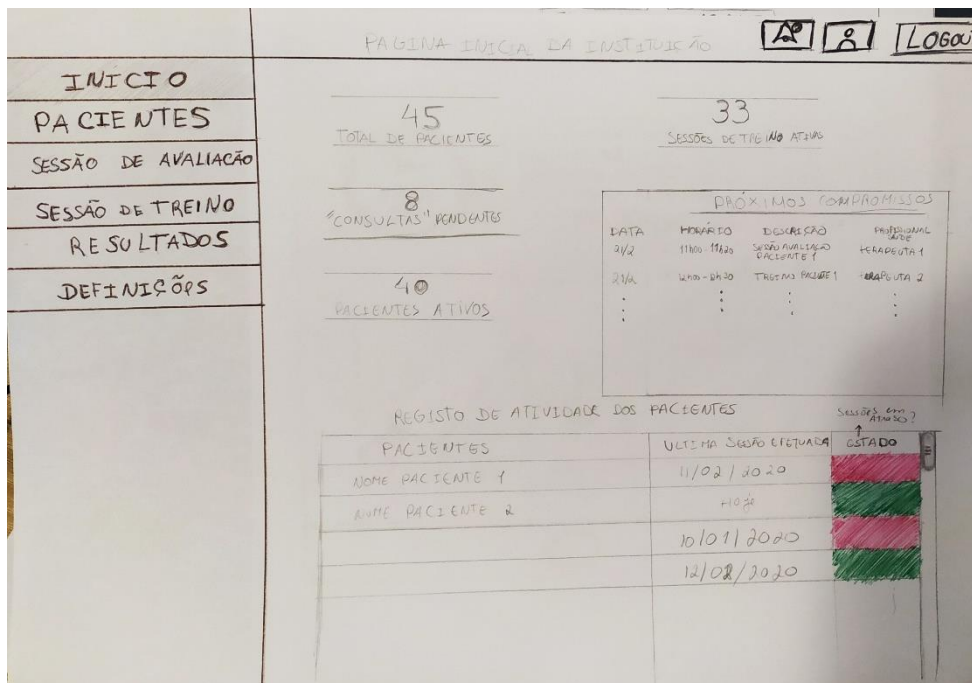 PAGINA INICIAL DA INSTITUIÇÃO
LOGOU
INICIO
PACIENTES
SESSÃO DE AVALIACÃO
SESSÃO DE TREINO
RESULTADOS
DEFINIÇÕES
45
TOTAL DE PACIENTES
33
SESSÕES DE TREINO ATIVAS
8
"CONSULTAS" PENDENTES
40
PACIENTES ATIVOS
PRÓXIMOS COMPROMISSOS
DATA HORÁRIO DESCRIÇÃO PROFISSIONAL SAÚDE
21/2 11h00-11h20 SESSÃO AVALIAÇÃO PACIENTE 1 TERAPEUTA 1
TREINO PACIENTE 1 TERAPEUTA 2
REGISTO DE ATIVIDADE DOS PACIENTES
SESSÕES em ATRASO?
PACIENTES ULTIMA SESSÃO EFETUADA ESTADO
NOME PACIENTE 1 11/02/2020
NOME PACIENTE 2 Hoje
10/01/2020
12/02/2020